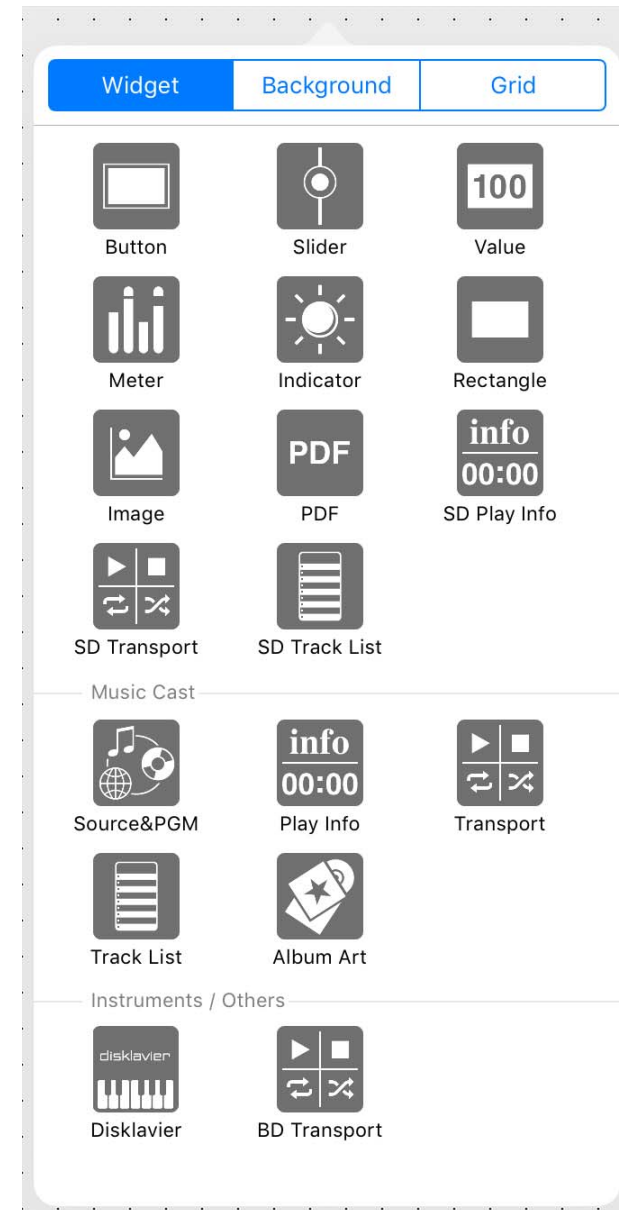 Widget Background Grid
100
Button Slider Value
Meter Indicator Rectangle
PDF info
00:00
Image PDF SD Play Info
SD Transport SD Track List
Music Cast
info
00:00
Source&PGM Play Info Transport
Track List Album Art
Instruments / Others
disklavier
Disklavier BD Transport